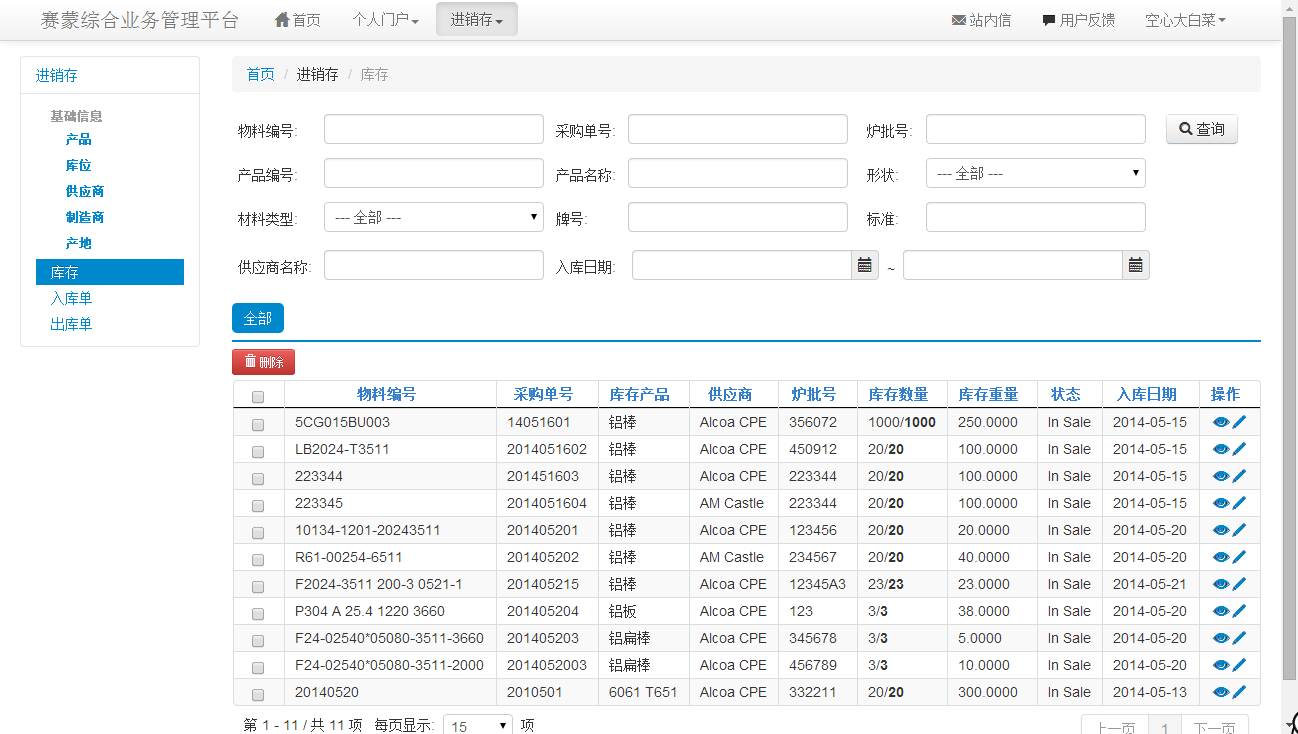 赛蒙综合业务管理平台 首页 个人门户 进销存 站内信 用户反馈 空心大白菜
进销存
基础信息
产品
库位
供应商
制造商
产地
库存
入库单
出库单
首页 / 进销存 / 库存
物料编号: 采购单号: 炉批号: 查询
产品编号: 产品名称: 形状: --- 全部 ---
材料类型: --- 全部 --- 牌号: 标准:
供应商名称: 入库日期: ~
全部
删除
物料编号 采购单号 库存产品 供应商 炉批号 库存数量 库存重量 状态 入库日期 操作
5CG015BU003 14051601 铝棒 Alcoa CPE 356072 1000/1000 250.0000 In Sale 2014-05-15
LB2024-T3511 2014051602 铝棒 Alcoa CPE 450912 20/20 100.0000 In Sale 2014-05-15
223344 201451603 铝棒 Alcoa CPE 223344 20/20 100.0000 In Sale 2014-05-15
223345 2014051604 铝棒 AM Castle 223344 20/20 100.0000 In Sale 2014-05-15
10134-1201-20243511 201405201 铝棒 Alcoa CPE 123456 20/20 20.0000 In Sale 2014-05-20
R61-00254-6511 201405202 铝棒 AM Castle 234567 20/20 40.0000 In Sale 2014-05-20
F2024-3511 200-3 0521-1 201405215 铝棒 Alcoa CPE 12345A3 23/23 23.0000 In Sale 2014-05-21
P304 A 25.4 1220 3660 201405204 铝板 Alcoa CPE 123 3/3 38.0000 In Sale 2014-05-20
F24-02540*05080-3511-3660 201405203 铝扁棒 Alcoa CPE 345678 3/3 5.0000 In Sale 2014-05-20
F24-02540*05080-3511-2000 2014052003 铝扁棒 Alcoa CPE 456789 3/3 10.0000 In Sale 2014-05-20
20140520 2010501 6061 T651 Alcoa CPE 332211 20/20 300.0000 In Sale 2014-05-13
第 1 - 11 / 共 11 项 每页显示: 15 项 上一页 1 下一页